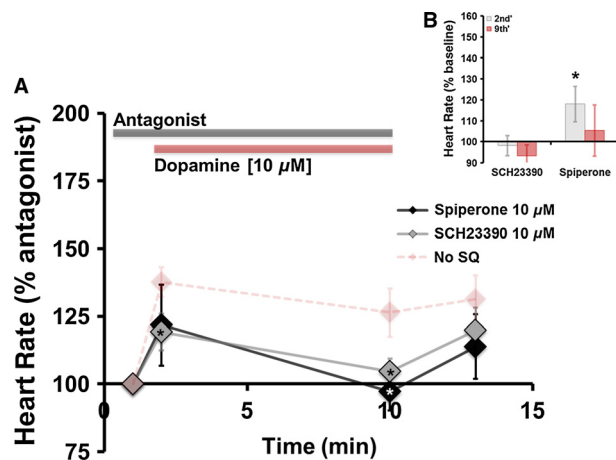 A
Heart Rate (% antagonist)
200
175
150
125
100
75
0
5
10
15
Time (min)
Antagonist
Dopamine [10 µM]
*
*
*
Spiperone 10 µM
SCH23390 10 µM
No SQ
B
Heart Rate (% baseline)
160
150
140
130
120
110
100
90
2nd'
9th'
*
SCH23390
Spiperone